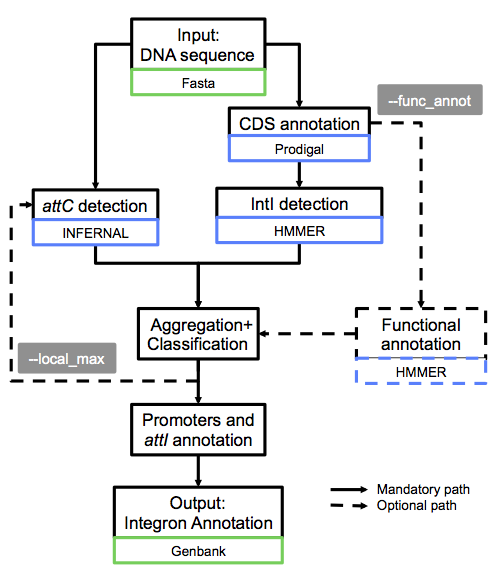 Input:
DNA sequence
Fasta
--func_annot
CDS annotation
Prodigal
attC detection
INFERNAL
IntI detection
HMMER
Aggregation+
Classification
Functional
annotation
HMMER
--local_max
Promoters and
attI annotation
Output:
Integron Annotation
Genbank
Mandatory path
Optional path